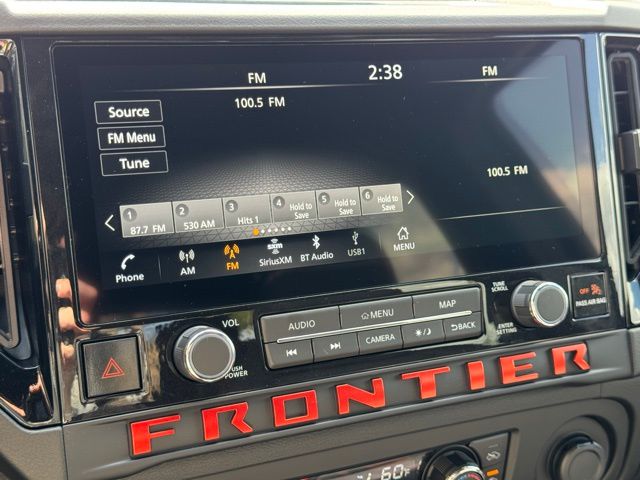 FM 2:38 FM
100.5 FM
Source
FM Menu
Tune
100.5 FM
1 87.7 FM
2 530 AM
3 Hits 1
4 Hold to Save
5 Hold to Save
6 Hold to Save
Phone
AM
FM
sxm SiriusXM
BT Audio
USB1
MENU
VOL
PUSH POWER
AUDIO
MENU
MAP
CAMERA
BACK
TUNE SCROLL
ENTER SETTING
OFF
PASS AIR BAG
FRONTIER
60°F